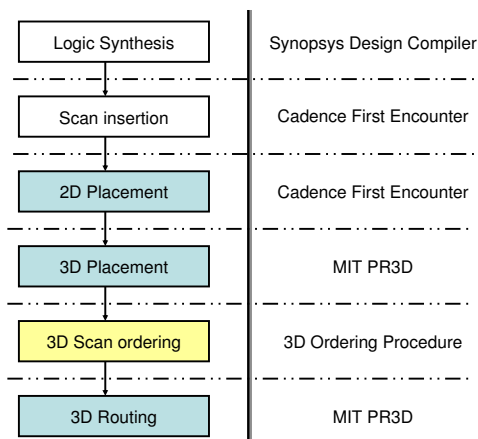 Logic Synthesis
Synopsys Design Compiler
Scan insertion
Cadence First Encounter
2D Placement
Cadence First Encounter
3D Placement
MIT PR3D
3D Scan ordering
3D Ordering Procedure
3D Routing
MIT PR3D